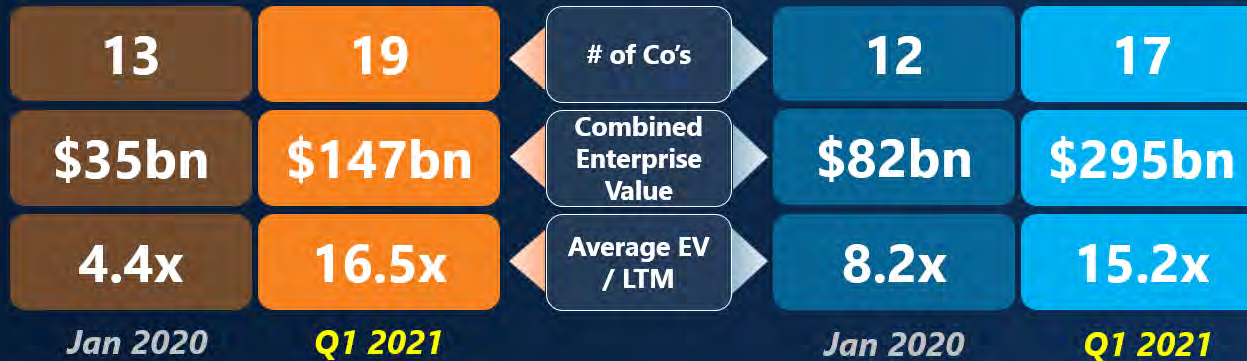 13
19
# of Co's
12
17
$35bn
$147bn
Combined
Enterprise
Value
$82bn
$295bn
4.4x
16.5x
Average EV
/ LTM
8.2x
15.2x
Jan 2020
Q1 2021
Jan 2020
Q1 2021